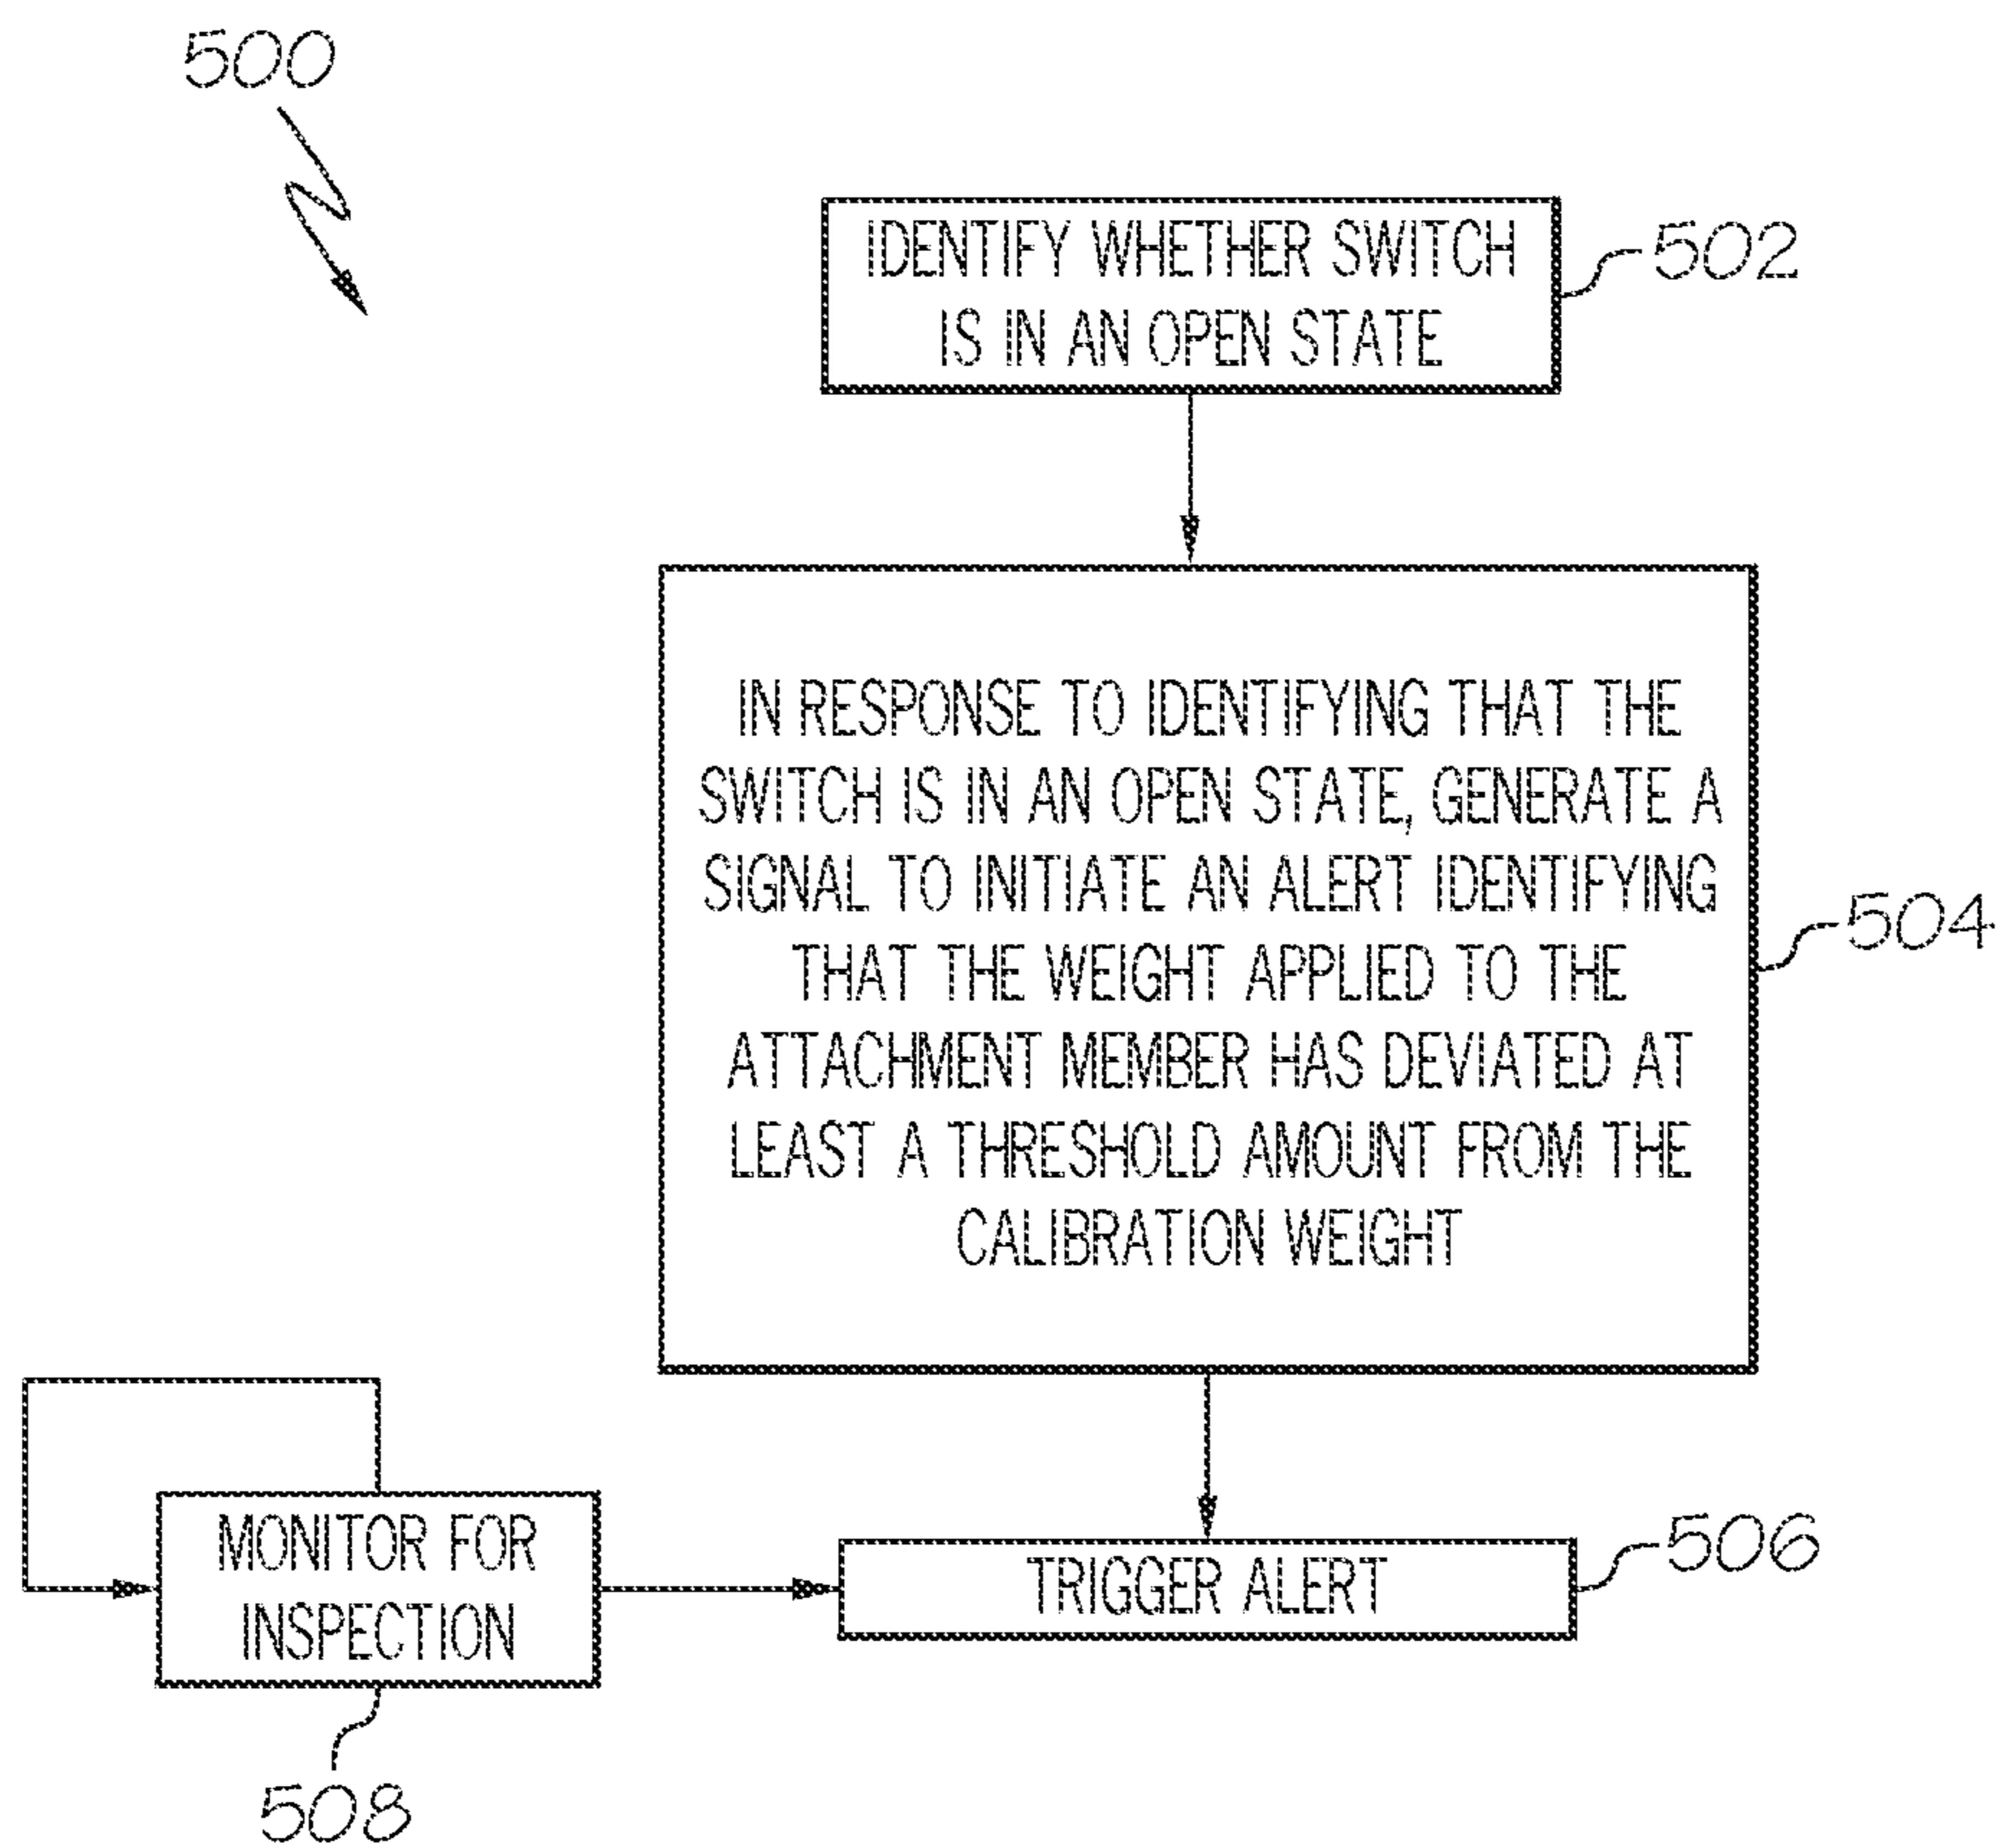 500
IDENTIFY WHETHER SWITCH
IS IN AN OPEN STATE
502
IN RESPONSE TO IDENTIFYING THAT THE
SWITCH IS IN AN OPEN STATE, GENERATE A
SIGNAL TO INITIATE AN ALERT IDENTIFYING
THAT THE WEIGHT APPLIED TO THE
ATTACHMENT MEMBER HAS DEVIATED AT
LEAST A THRESHOLD AMOUNT FROM THE
CALIBRATION WEIGHT
504
MONITOR FOR
INSPECTION
508
TRIGGER ALERT
506